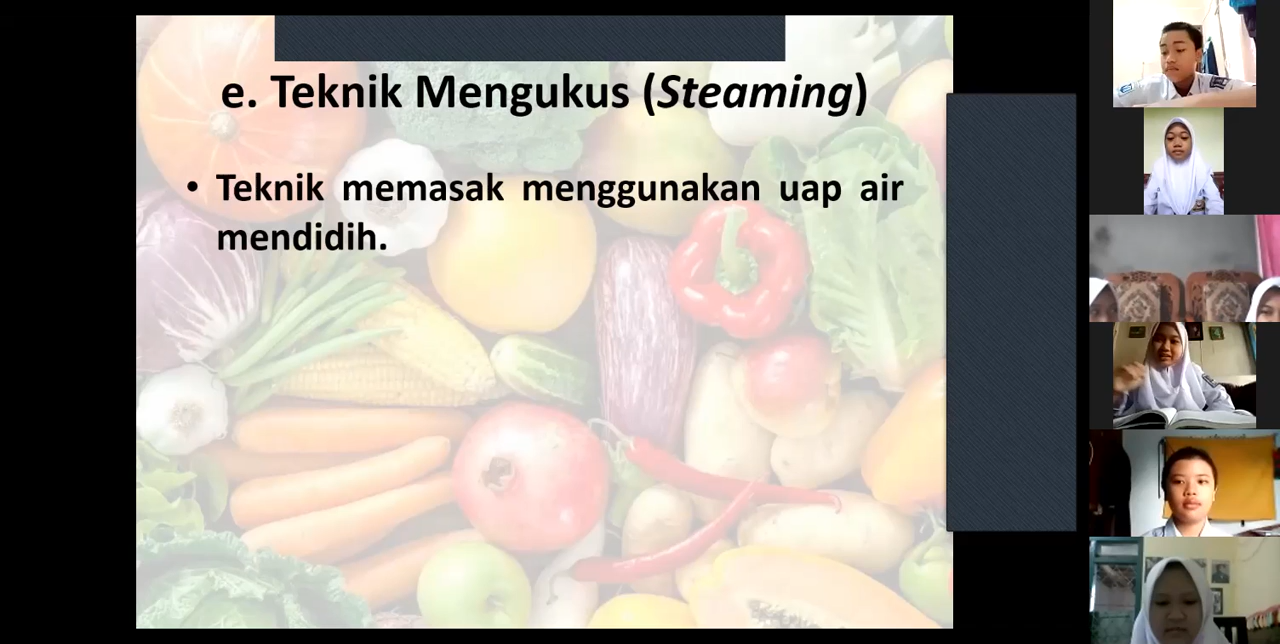 e. Teknik Mengukus (Steaming)
• Teknik memasak menggunakan uap air
mendidih.